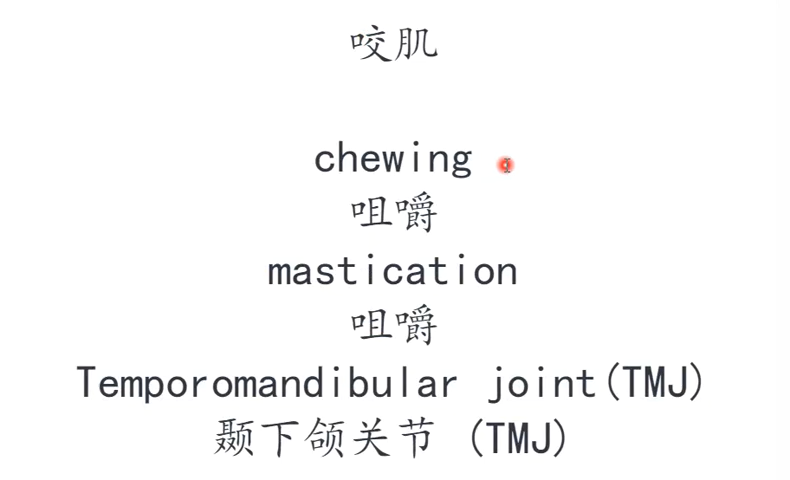 咬肌
chewing
咀嚼
mastication
咀嚼
Temporomandibular joint(TMJ)
颞下颌关节 (TMJ)